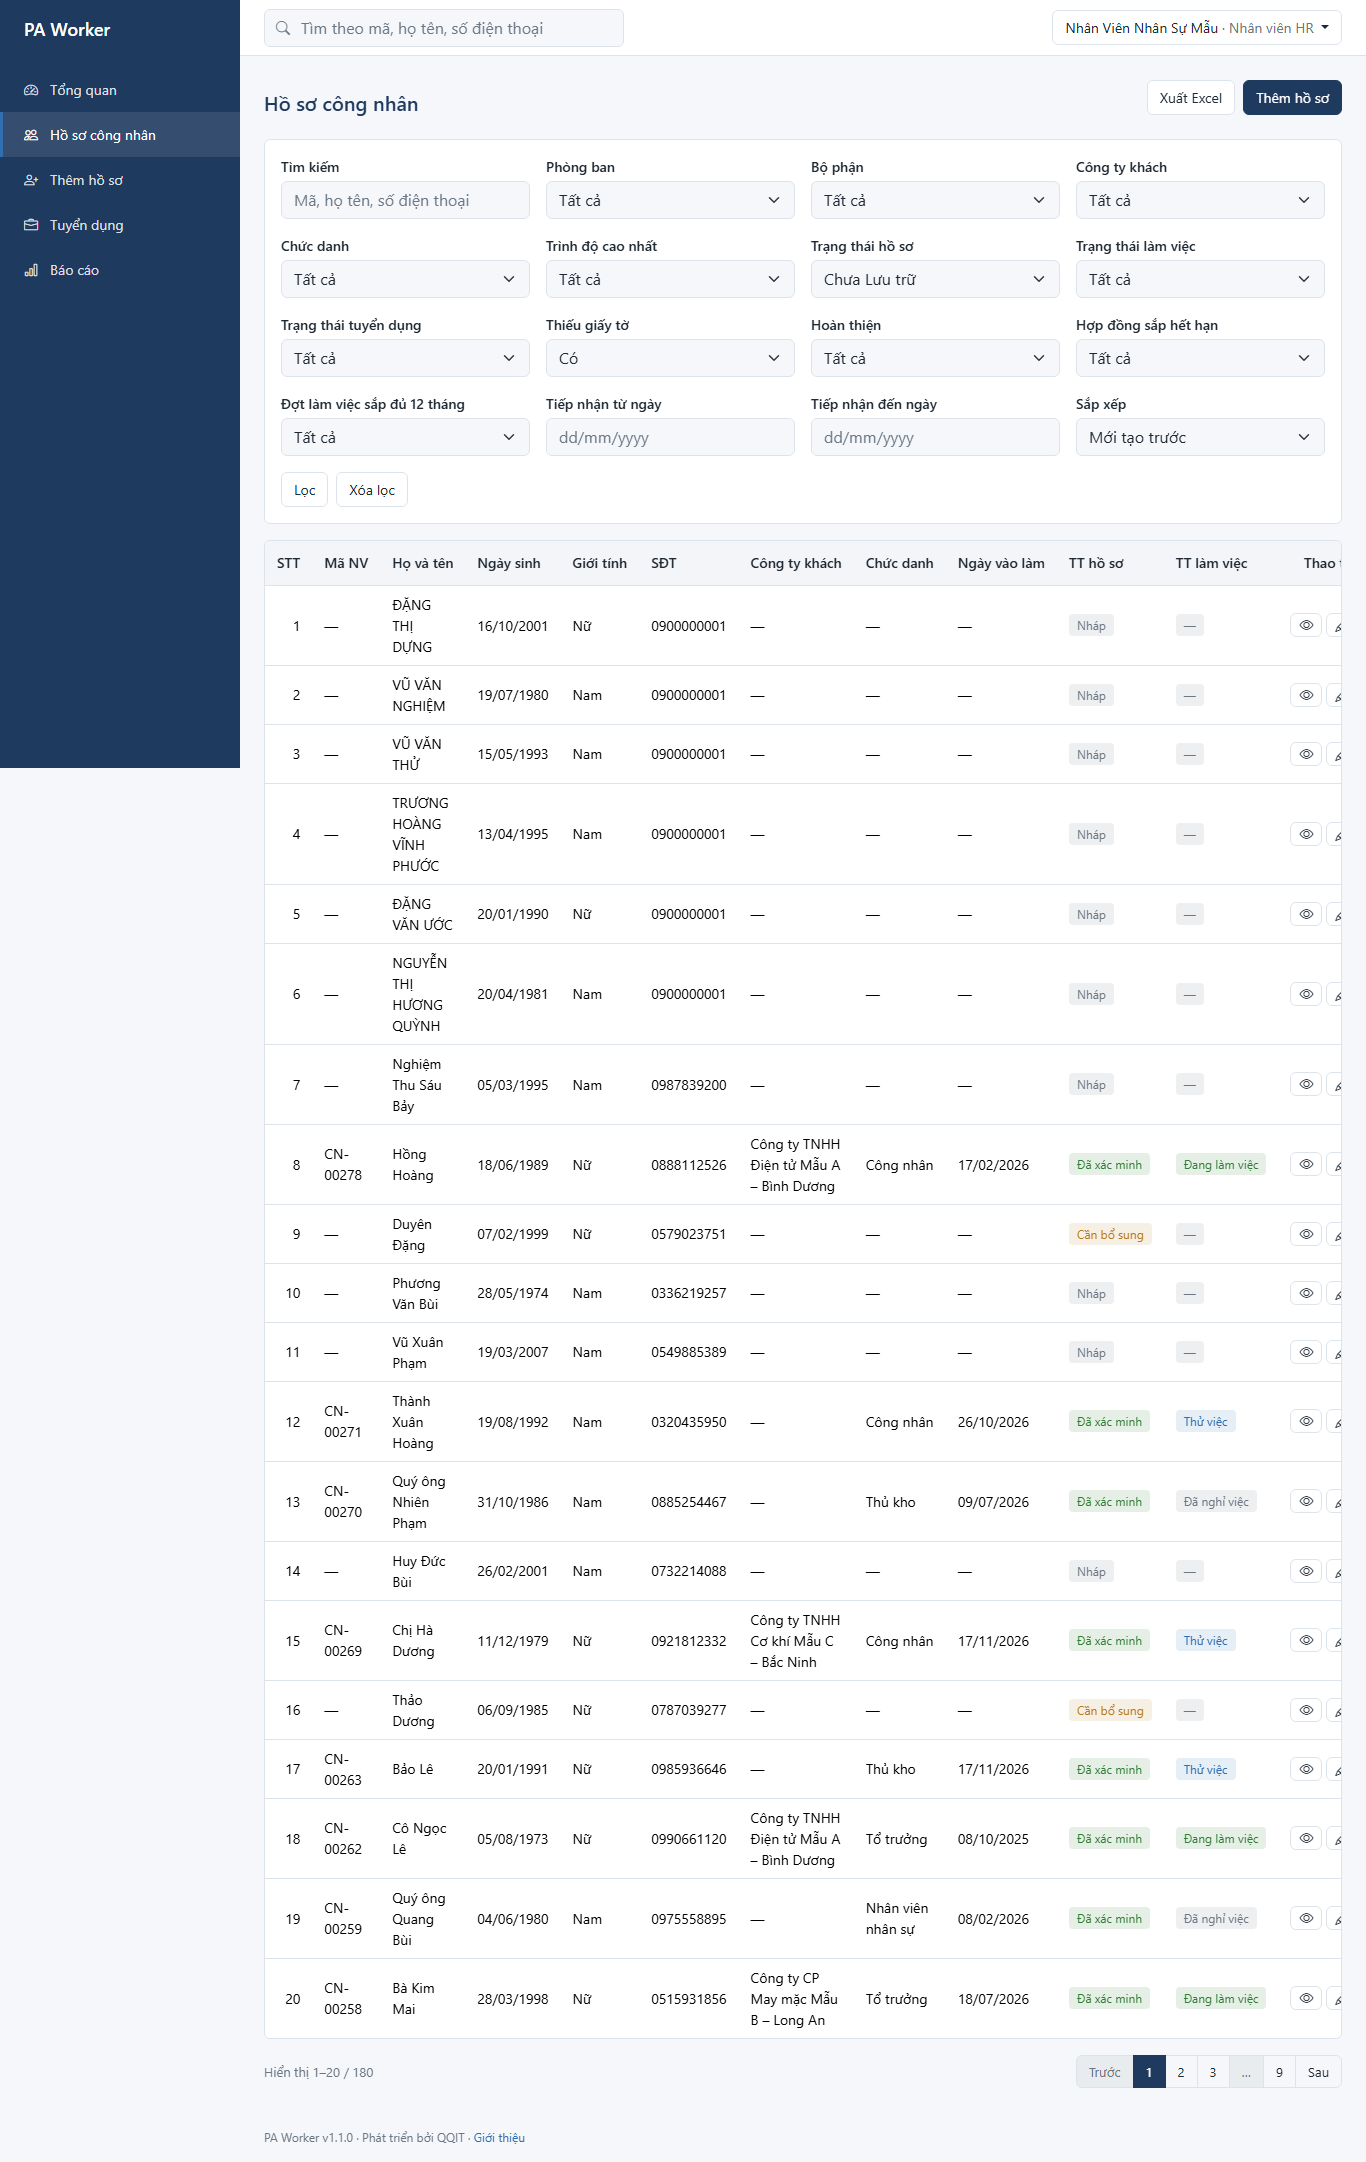 PA Worker
Tìm theo mã, họ tên, số điện thoại
Nhân Viên Nhân Sự Mẫu · Nhân viên HR
Tổng quan
Hồ sơ công nhân
Thêm hồ sơ
Tuyển dụng
Báo cáo
Hồ sơ công nhân
Xuất Excel
Thêm hồ sơ
Tìm kiếm Phòng ban Bộ phận Công ty khách
Mã, họ tên, số điện thoại Tất cả Tất cả Tất cả
Chức danh Trình độ cao nhất Trạng thái hồ sơ Trạng thái làm việc
Tất cả Tất cả Chưa Lưu trữ Tất cả
Trạng thái tuyển dụng Thiếu giấy tờ Hoàn thiện Hợp đồng sắp hết hạn
Tất cả Có Tất cả Tất cả
Đợt làm việc sắp đủ 12 tháng Tiếp nhận từ ngày Tiếp nhận đến ngày Sắp xếp
Tất cả dd/mm/yyyy dd/mm/yyyy Mới tạo trước
Lọc Xóa lọc
STT Mã NV Họ và tên Ngày sinh Giới tính SĐT Công ty khách Chức danh Ngày vào làm TT hồ sơ TT làm việc Thao
1 — ĐẶNG THỊ DỰNG 16/10/2001 Nữ 0900000001 — — — Nháp —
2 — VŨ VĂN NGHIỆM 19/07/1980 Nam 0900000001 — — — Nháp —
3 — VŨ VĂN THỬ 15/05/1993 Nam 0900000001 — — — Nháp —
4 — TRƯƠNG HOÀNG VĨNH PHƯỚC 13/04/1995 Nam 0900000001 — — — Nháp —
5 — ĐẶNG VĂN ƯỚC 20/01/1990 Nữ 0900000001 — — — Nháp —
6 — NGUYỄN THỊ HƯƠNG QUỲNH 20/04/1981 Nam 0900000001 — — — Nháp —
7 — Nghiệm Thu Sáu Bảy 05/03/1995 Nam 0987839200 — — — Nháp —
8 CN-00278 Hồng Hoàng 18/06/1989 Nữ 0888112526 Công ty TNHH Điện tử Mẫu A – Bình Dương Công nhân 17/02/2026 Đã xác minh Đang làm việc
9 — Duyên Đặng 07/02/1999 Nữ 0579023751 — — — Cần bổ sung —
10 — Phương Văn Bùi 28/05/1974 Nam 0336219257 — — — Nháp —
11 — Vũ Xuân Phạm 19/03/2007 Nam 0549885389 — — — Nháp —
12 CN-00271 Thành Xuân Hoàng 19/08/1992 Nam 0320435950 — Công nhân 26/10/2026 Đã xác minh Thử việc
13 CN-00270 Quý ông Nhiên Phạm 31/10/1986 Nam 0885254467 — Thủ kho 09/07/2026 Đã xác minh Đã nghỉ việc
14 — Huy Đức Bùi 26/02/2001 Nam 0732214088 — — — Nháp —
15 CN-00269 Chị Hà Dương 11/12/1979 Nữ 0921812332 Công ty TNHH Cơ khí Mẫu C – Bắc Ninh Công nhân 17/11/2026 Đã xác minh Thử việc
16 — Thảo Dương 06/09/1985 Nữ 0787039277 — — — Cần bổ sung —
17 CN-00263 Bảo Lê 20/01/1991 Nữ 0985936646 — Thủ kho 17/11/2026 Đã xác minh Thử việc
18 CN-00262 Cô Ngọc Lê 05/08/1973 Nữ 0990661120 Công ty TNHH Điện tử Mẫu A – Bình Dương Tổ trưởng 08/10/2025 Đã xác minh Đang làm việc
19 CN-00259 Quý ông Quang Bùi 04/06/1980 Nam 0975558895 — Nhân viên nhân sự 08/02/2026 Đã xác minh Đã nghỉ việc
20 CN-00258 Bà Kim Mai 28/03/1998 Nữ 0515931856 Công ty CP May mặc Mẫu B – Long An Tổ trưởng 18/07/2026 Đã xác minh Đang làm việc
Hiển thị 1–20 / 180
Trước 1 2 3 ... 9 Sau
PA Worker v1.1.0 · Phát triển bởi QQIT · Giới thiệu